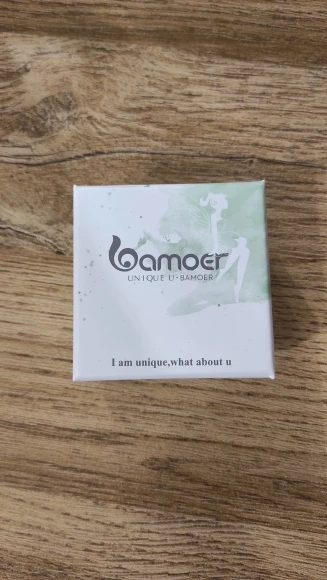 bamoer
UNIQUE U · BAMOER
I am unique,what about u